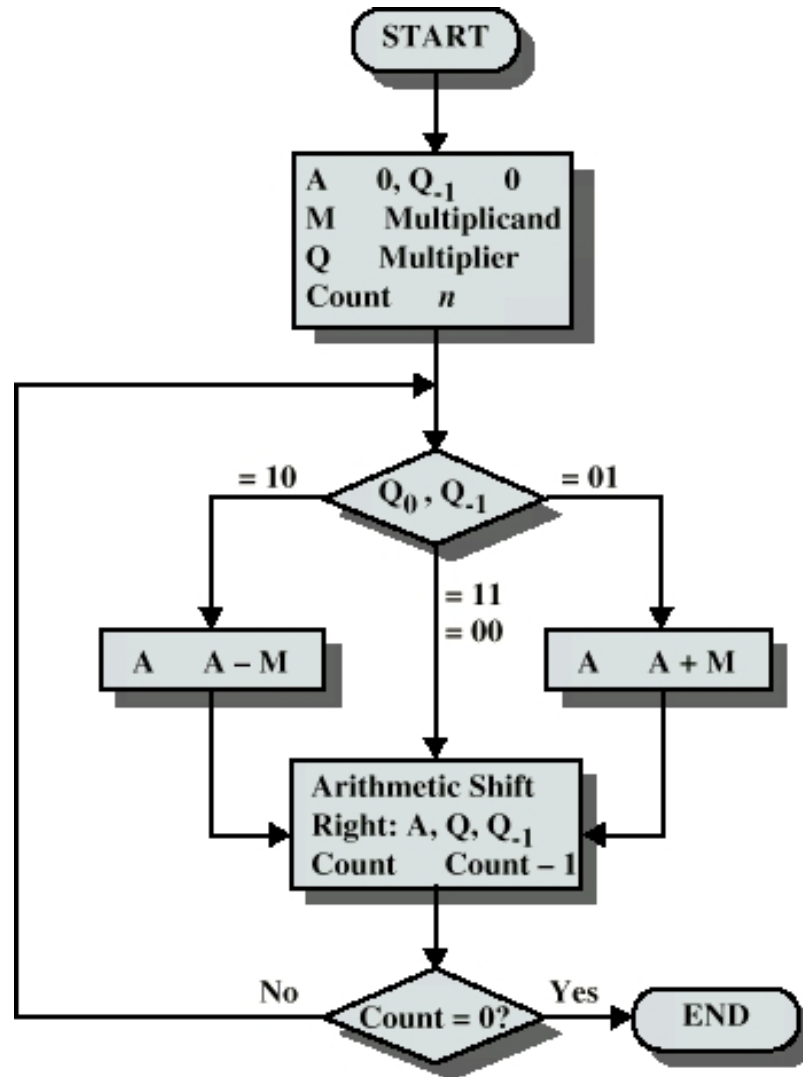 START
A 0, Q-1 0
M Multiplicand
Q Multiplier
Count n
= 10
Q0 , Q-1
= 01
= 11
= 00
A A – M
A A + M
Arithmetic Shift
Right: A, Q, Q-1
Count Count – 1
No
Count = 0?
Yes
END